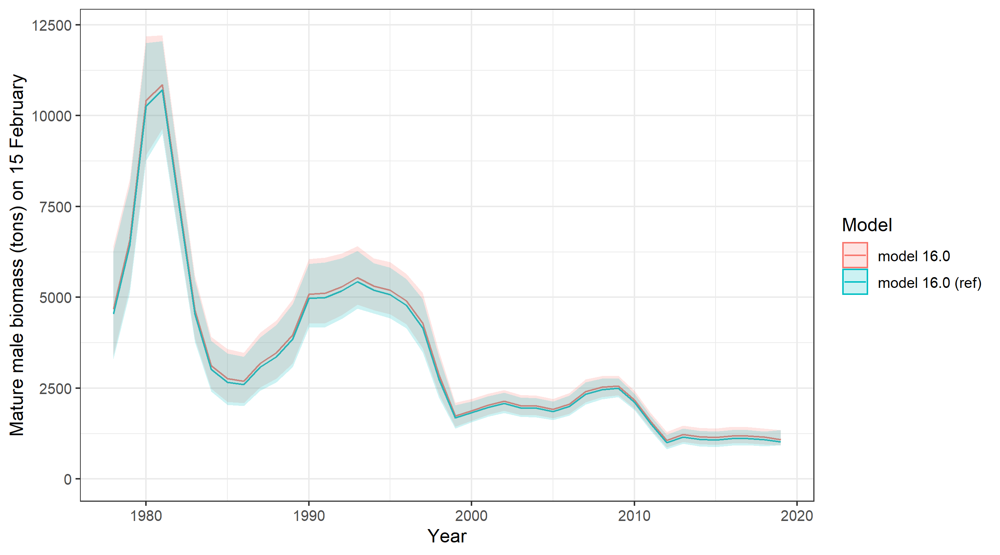 Mature male biomass (tons) on 15 February
12500
10000
7500
5000
2500
0
1980
1990
2000
2010
2020
Year
Model
model 16.0
model 16.0 (ref)